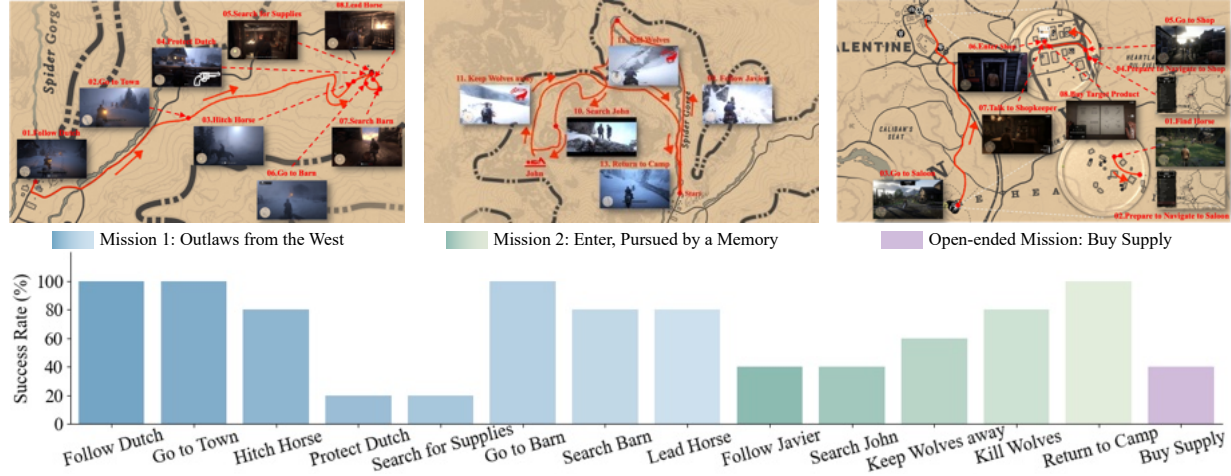 Spider Gorge
01.Follow Dutch
02.Go to Town
03.Hitch Horse
04.Protect Dutch
05.Search for Supplies
06.Go to Barn
07.Search Barn
08.Lead Horse
11. Keep Wolves away
12. Kill Wolves
10. Search John
09. Follow Javier
13. Return to Camp
John
Start
Spider Gorge
ALENTINE
HEARTLA
CALIBAN'S
SEAT
E H E A
05.Go to Shop
06.Enter Shop
04.Prepare to Navigate to Shop
08.Buy Target Product
07.Talk to Shopkeeper
01.Find Horse
03.Go to Saloon
02.Prepare to Navigate to Saloon
Mission 1: Outlaws from the West
Mission 2: Enter, Pursued by a Memory
Open-ended Mission: Buy Supply
Success Rate (%)
100
80
60
40
20
0
Follow Dutch
Go to Town
Hitch Horse
Protect Dutch
Search for Supplies
Go to Barn
Search Barn
Lead Horse
Follow Javier
Search John
Keep Wolves away
Kill Wolves
Return to Camp
Buy Supply